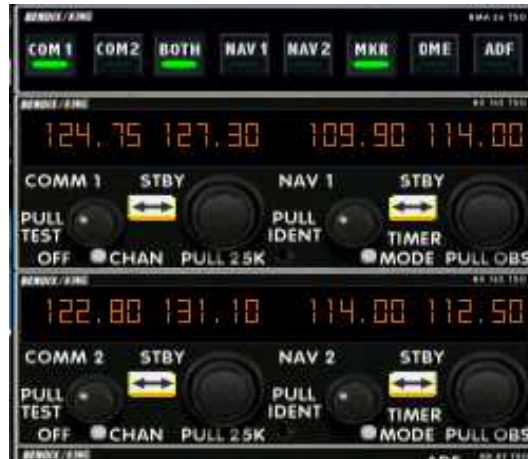 BENDIX/KING
COM 1 COM2 BOTH NAV 1 NAV 2 MKR DME ADF
BENDIX/KING
124.75 127.30 109.90 114.00
COMM 1 STBY NAV 1 STBY
PULL TEST PULL IDENT TIMER
OFF CHAN PULL 25K MODE PULL OBS
BENDIX/KING
122.80 131.10 114.00 112.50
COMM 2 STBY NAV 2 STBY
PULL TEST PULL IDENT TIMER
OFF CHAN PULL 25K MODE PULL OBS
BENDIX/KING
ADF